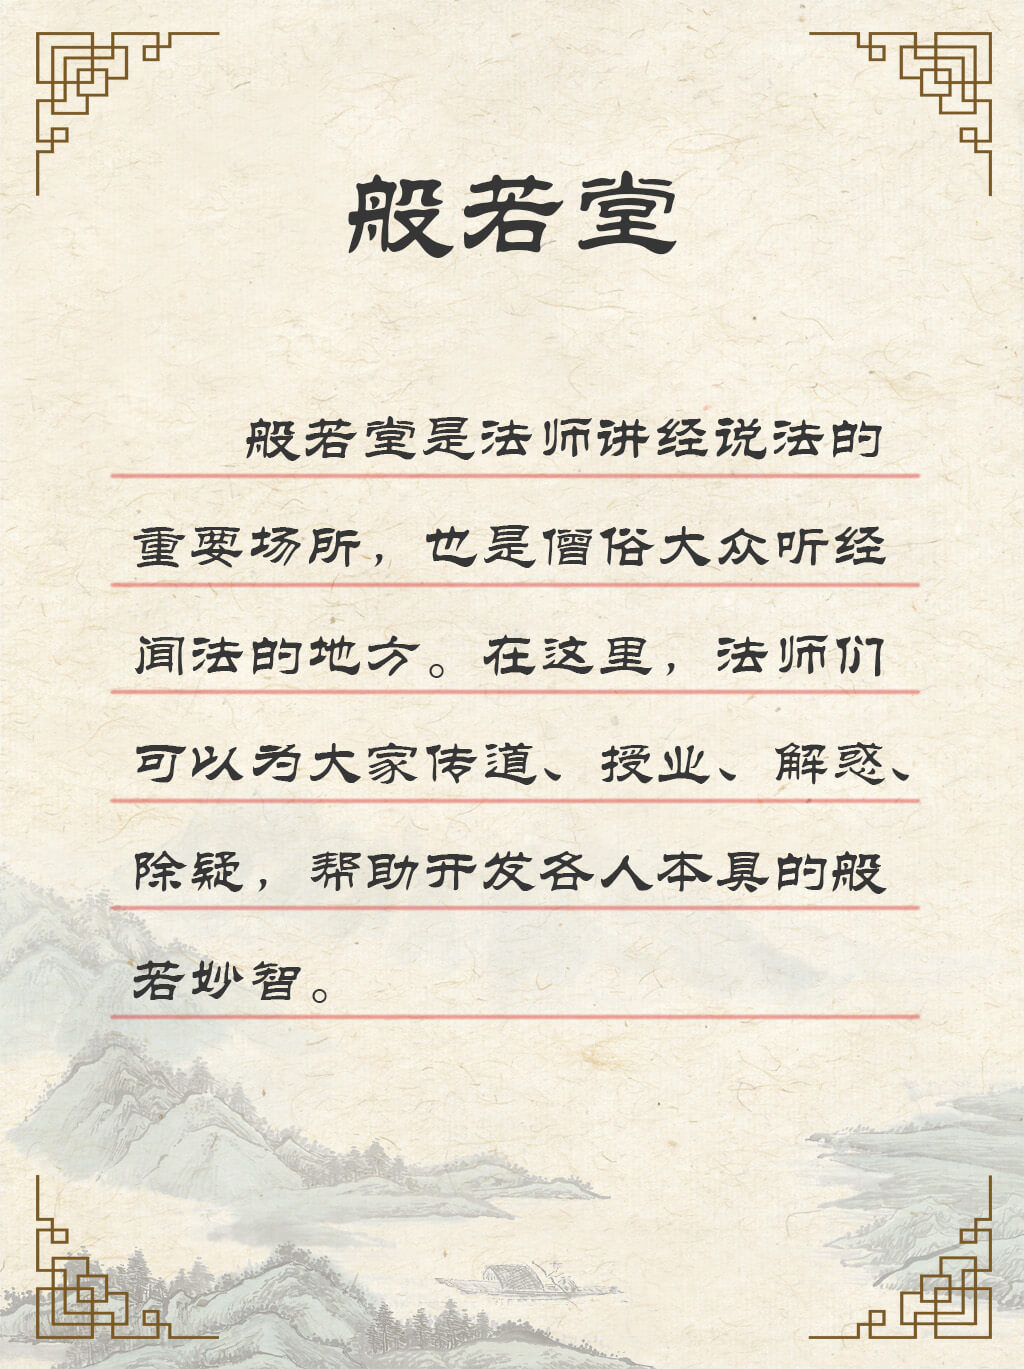 般若堂
般若堂是法师讲经说法的
重要场所，也是僧俗大众听经
闻法的地方。在这里，法师们
可以为大家传道、授业、解惑、
除疑，帮助开发各人本具的般
若妙智。